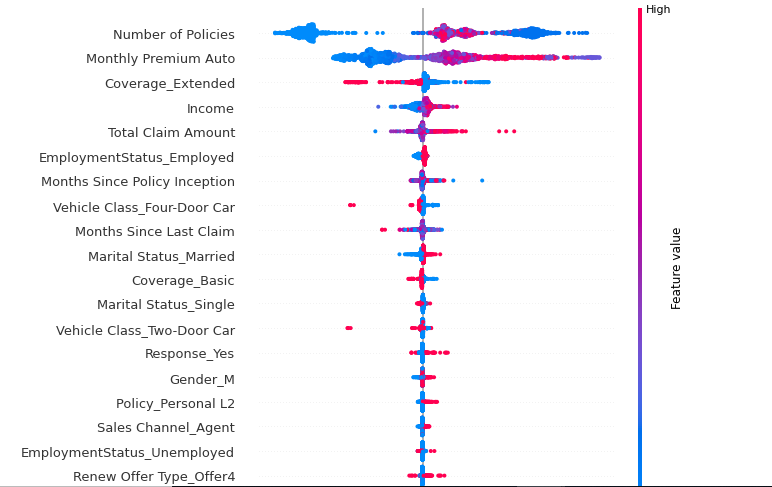 High
Number of Policies
Monthly Premium Auto
Coverage_Extended
Income
Total Claim Amount
EmploymentStatus_Employed
Months Since Policy Inception
Vehicle Class_Four-Door Car
Months Since Last Claim
Marital Status_Married
Coverage_Basic
Marital Status_Single
Vehicle Class_Two-Door Car
Response_Yes
Gender_M
Policy_Personal L2
Sales Channel_Agent
EmploymentStatus_Unemployed
Renew Offer Type_Offer4
Feature value